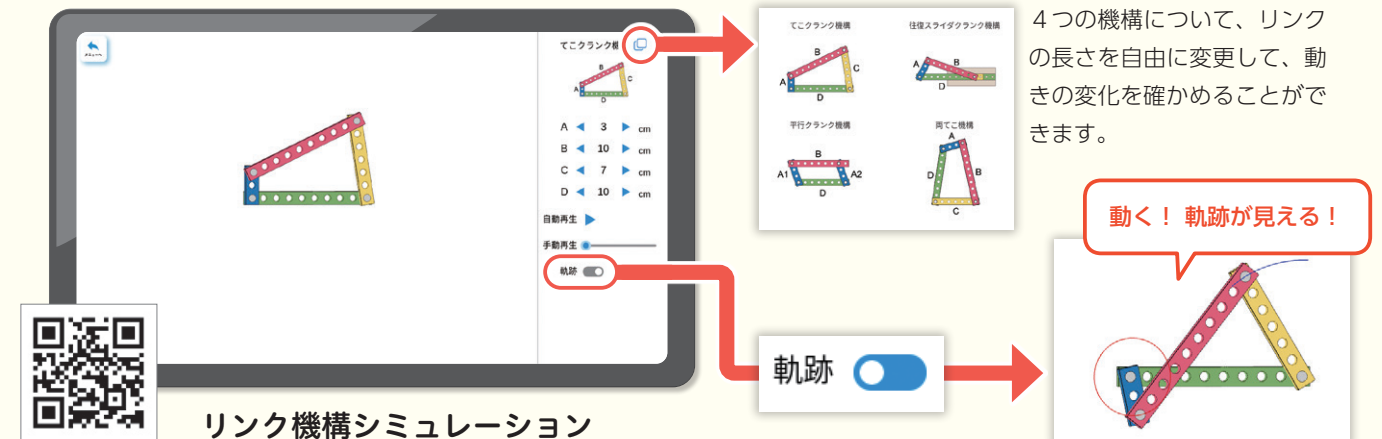 メニューへ
てこクランク機
B
A
C
D
A ◀ 3 ▶ cm
B ◀ 10 ▶ cm
C ◀ 7 ▶ cm
D ◀ 10 ▶ cm
自動再生 ▶
手動再生
軌跡
てこクランク機構
B
A
C
D
往復スライダクランク機構
A
B
D
平行クランク機構
B
A1
A2
D
両てこ機構
A
D
B
C
4つの機構について、リンク
の長さを自由に変更して、動
きの変化を確かめることがで
きます。
動く！ 軌跡が見える！
軌跡
リンク機構シミュレーション